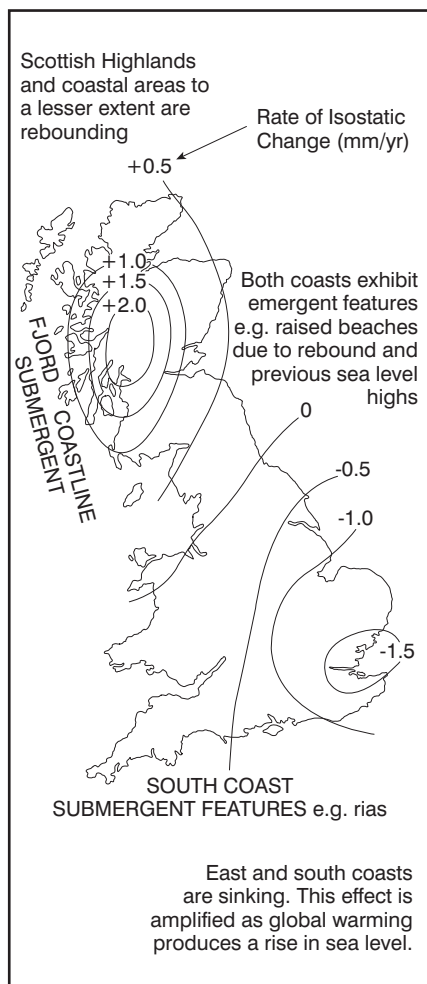 Scottish Highlands
and coastal areas to
a lesser extent are
rebounding
Rate of Isostatic
Change (mm/yr)
+0.5
+1.0
+1.5
+2.0
Both coasts exhibit
emergent features
e.g. raised beaches
due to rebound and
previous sea level
highs
FJORD COASTLINE
SUBMERGENT
0
-0.5
-1.0
-1.5
SOUTH COAST
SUBMERGENT FEATURES e.g. rias
East and south coasts
are sinking. This effect is
amplified as global warming
produces a rise in sea level.